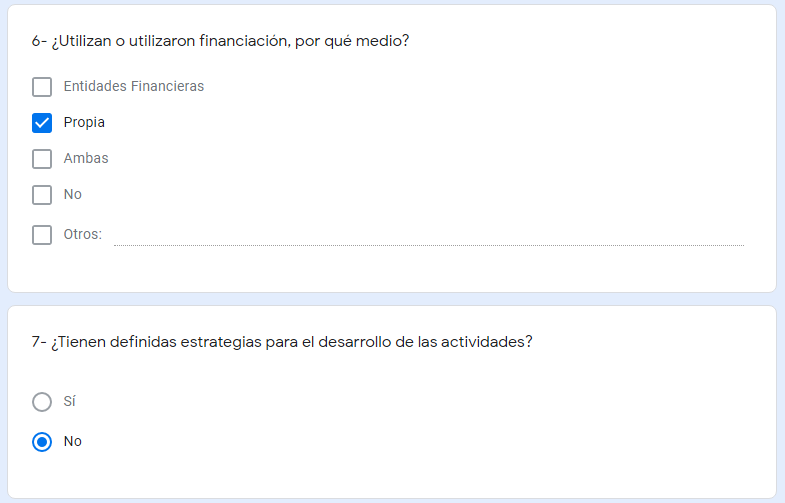 6- ¿Utilizan o utilizaron financiación, por qué medio?
Entidades Financieras
Propia
Ambas
No
Otros:
7- ¿Tienen definidas estrategias para el desarrollo de las actividades?
Sí
No